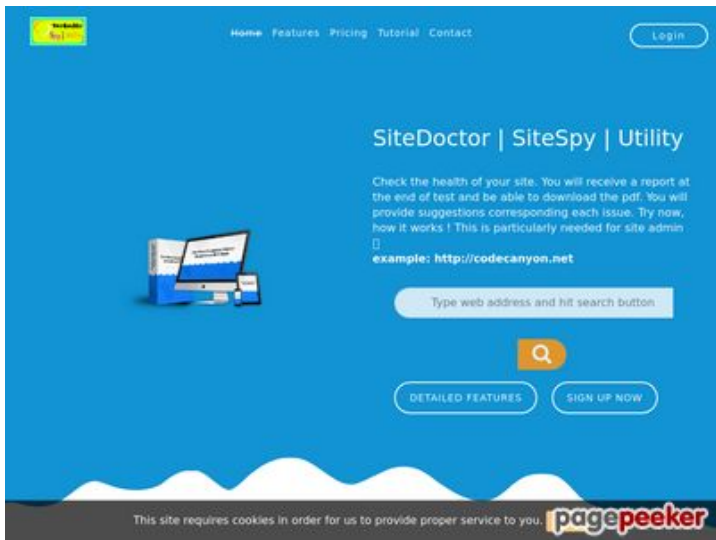 Website
Home Features Pricing Tutorial Contact
Login
SiteDoctor | SiteSpy | Utility
Check the health of your site. You will receive a report at
the end of test and be able to download the pdf. You will
provide suggestions corresponding each issue. Try now,
how it works ! This is particularly needed for site admin
example: http://codecanyon.net
Type web address and hit search button
DETAILED FEATURES
SIGN UP NOW
This site requires cookies in order for us to provide proper service to you.
pagepeeker